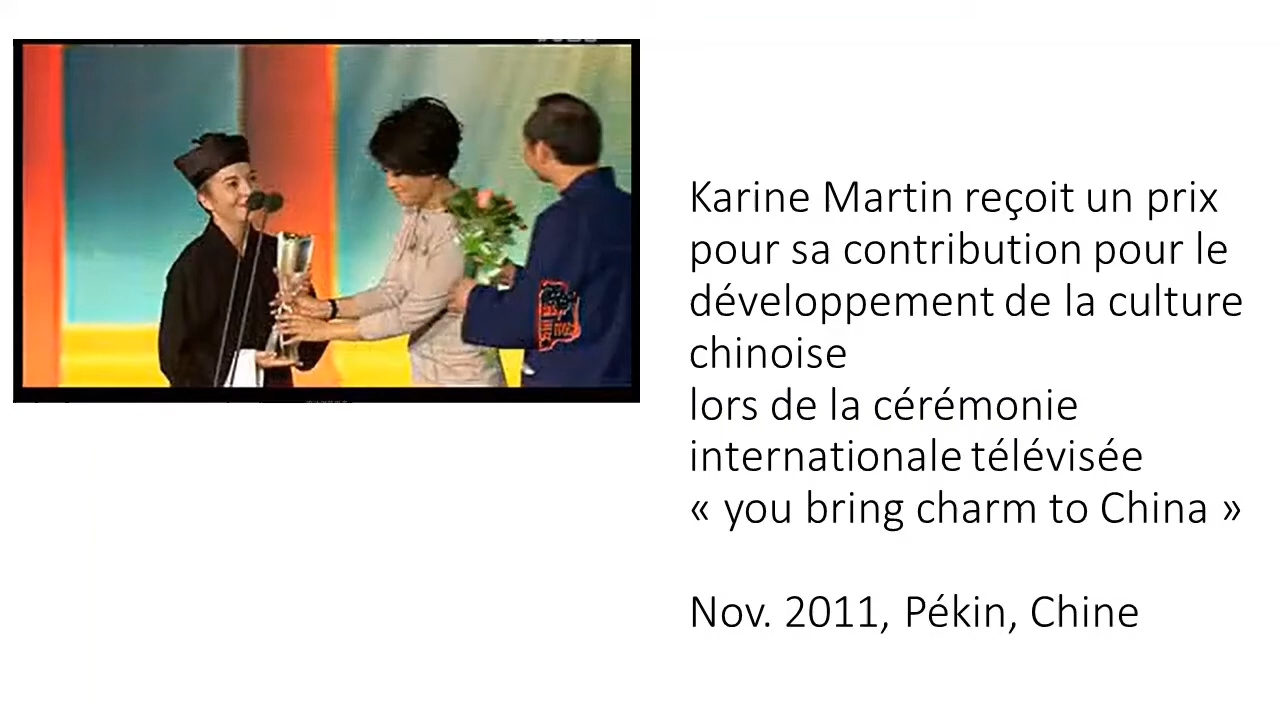 Karine Martin reçoit un prix
pour sa contribution pour le
développement de la culture
chinoise
lors de la cérémonie
internationale télévisée
« you bring charm to China »
Nov. 2011, Pékin, Chine